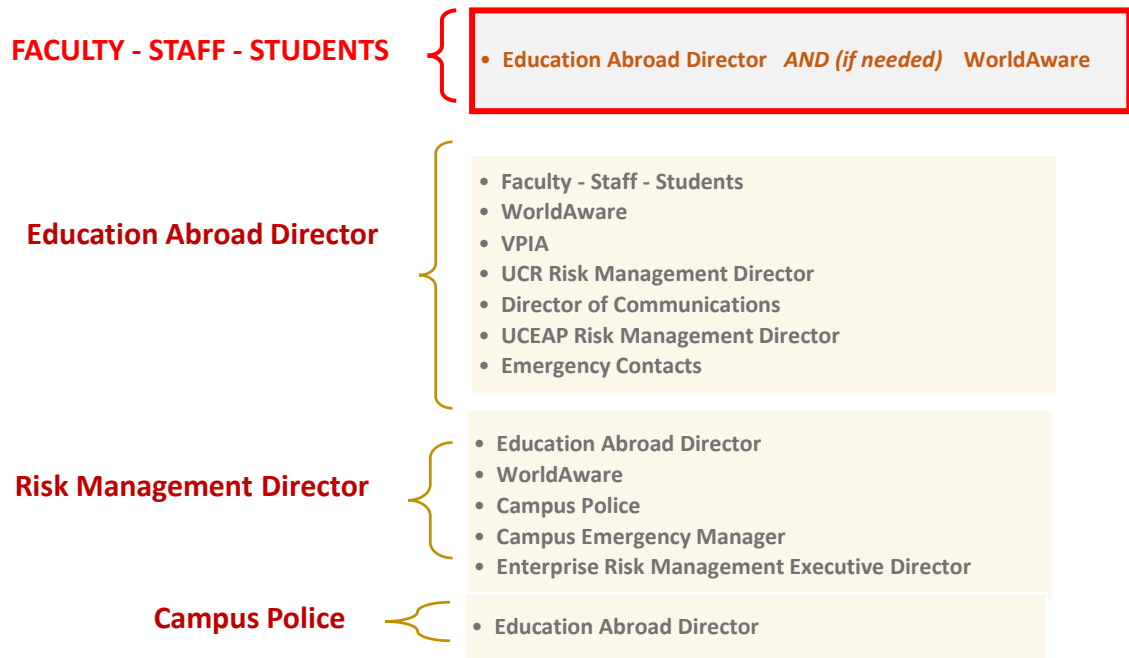 FACULTY - STAFF - STUDENTS
• Education Abroad Director AND (if needed) WorldAware
Education Abroad Director
• Faculty - Staff - Students
• WorldAware
• VPIA
• UCR Risk Management Director
• Director of Communications
• UCEAP Risk Management Director
• Emergency Contacts
Risk Management Director
• Education Abroad Director
• WorldAware
• Campus Police
• Campus Emergency Manager
• Enterprise Risk Management Executive Director
Campus Police
• Education Abroad Director